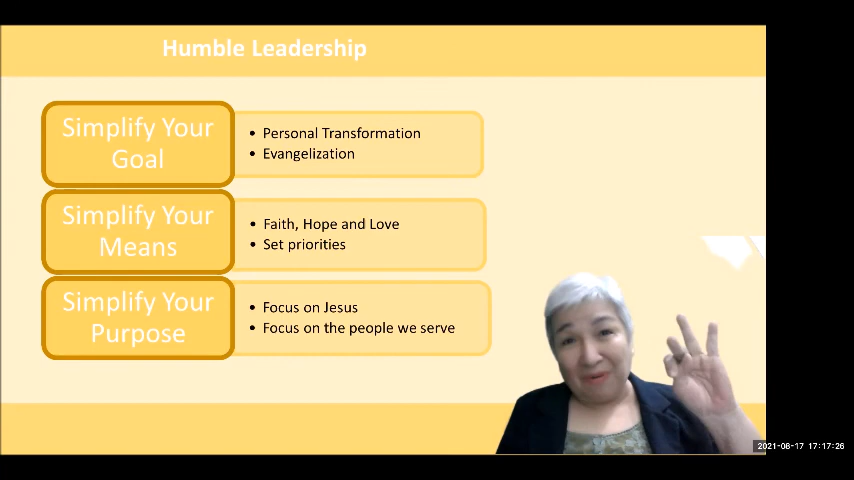 Humble Leadership
Simplify Your
Goal
• Personal Transformation
• Evangelization
Simplify Your
Means
• Faith, Hope and Love
• Set priorities
Simplify Your
Purpose
• Focus on Jesus
• Focus on the people we serve
2021-08-17 17:17:26